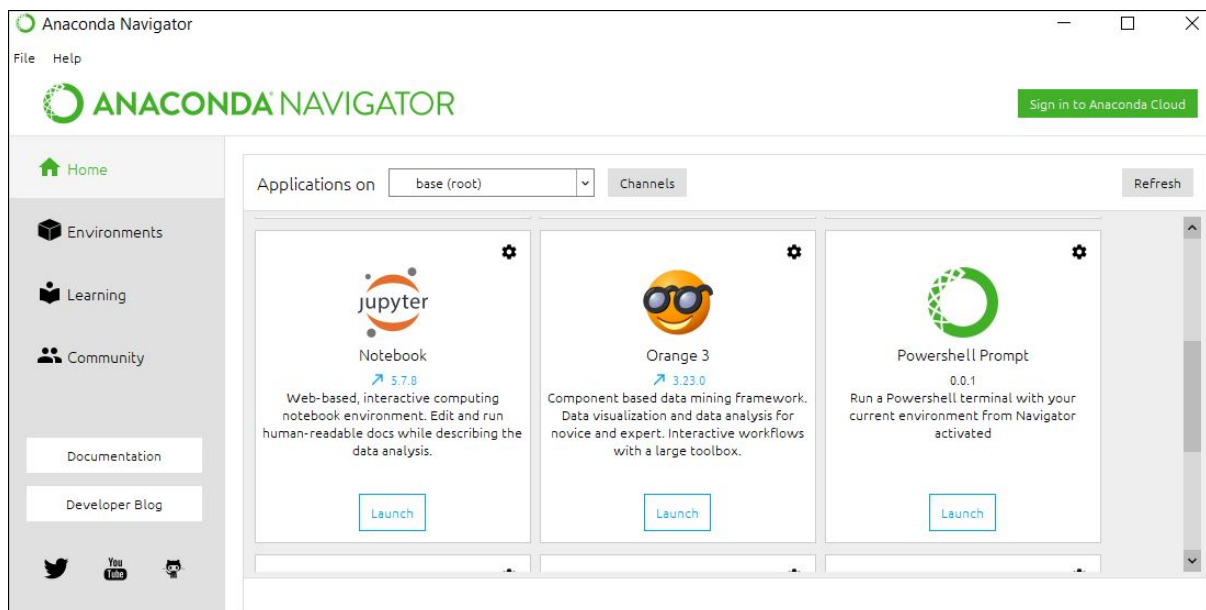 Anaconda Navigator
File Help
ANACONDA NAVIGATOR
Sign in to Anaconda Cloud
Home
Environments
Learning
Community
Documentation
Developer Blog
You
Tube
Applications on base (root) Channels Refresh
jupyter
Notebook
5.7.8
Web-based, interactive computing
notebook environment. Edit and run
human-readable docs while describing the
data analysis.
Launch
Orange 3
3.23.0
Component based data mining framework.
Data visualization and data analysis for
novice and expert. Interactive workflows
with a large toolbox.
Launch
Powershell Prompt
0.0.1
Run a Powershell terminal with your
current environment from Navigator
activated
Launch